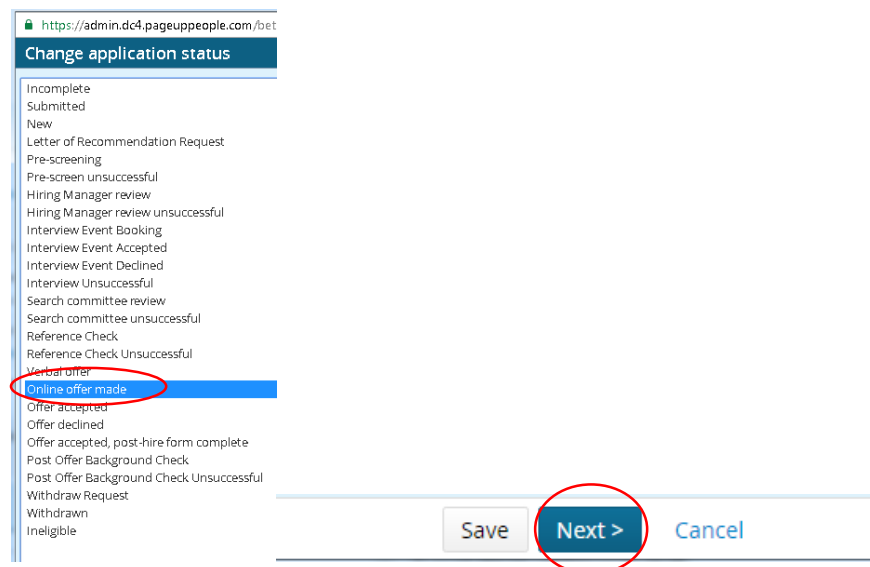 https://admin.dc4.pageuppeople.com/bet
Change application status
Incomplete
Submitted
New
Letter of Recommendation Request
Pre-screening
Pre-screen unsuccessful
Hiring Manager review
Hiring Manager review unsuccessful
Interview Event Booking
Interview Event Accepted
Interview Event Declined
Interview Unsuccessful
Search committee review
Search committee unsuccessful
Reference Check
Reference Check Unsuccessful
Verbal offer
Online offer made
Offer accepted
Offer declined
Offer accepted, post-hire form complete
Post Offer Background Check
Post Offer Background Check Unsuccessful
Withdraw Request
Withdrawn
Ineligible
Save Next > Cancel